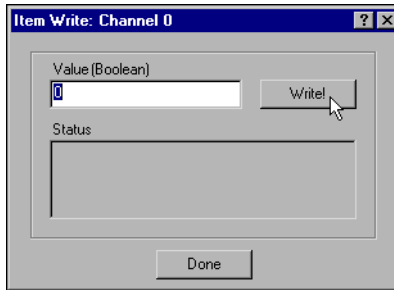 Item Write: Channel 0
Value (Boolean)
0
Write!
Status
Done